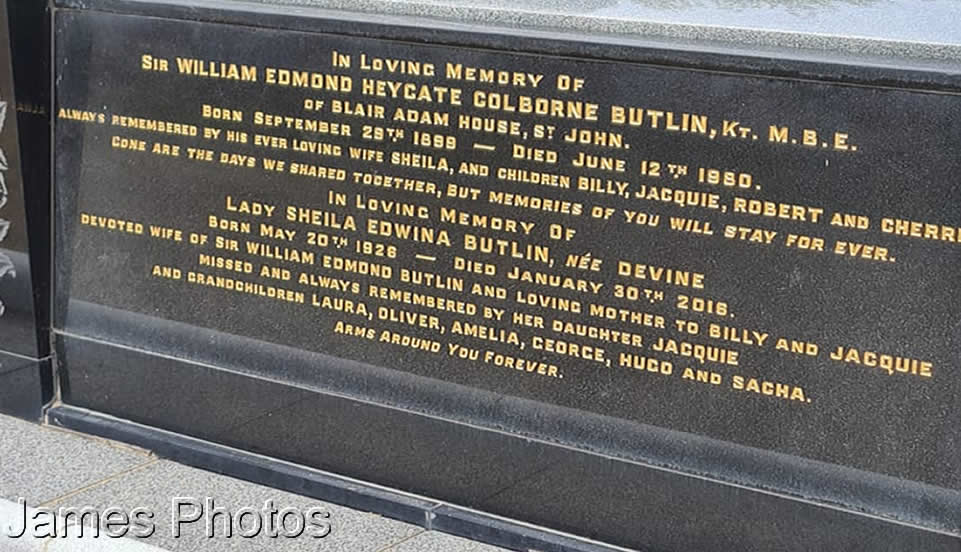 In Loving Memory Of
Sir WILLIAM EDMOND HEYGATE COLBORNE BUTLIN, Kt. M.B.E.
OF BLAIR ADAM HOUSE, St JOHN.
Born September 29TH 1899 — Died June 12TH 1980.
ALWAYS REMEMBERED BY HIS EVER LOVING WIFE SHEILA, AND CHILDREN BILLY, JACQUIE, ROBERT AND CHERRI
GONE ARE THE DAYS WE SHARED TOGETHER, BUT MEMORIES OF YOU WILL STAY FOR EVER.
In Loving Memory Of
LADY SHEILA EDWINA BUTLIN, NÉE DEVINE
Born May 20TH 1926 — Died January 30TH 2016.
DEVOTED WIFE OF Sir WILLIAM EDMOND BUTLIN AND LOVING MOTHER TO BILLY AND JACQUIE
MISSED AND ALWAYS REMEMBERED BY HER DAUGHTER JACQUIE
AND GRANDCHILDREN LAURA, OLIVER, AMELIA, GEORGE, HUGO AND SACHA.
Arms Around You Forever.
James Photos